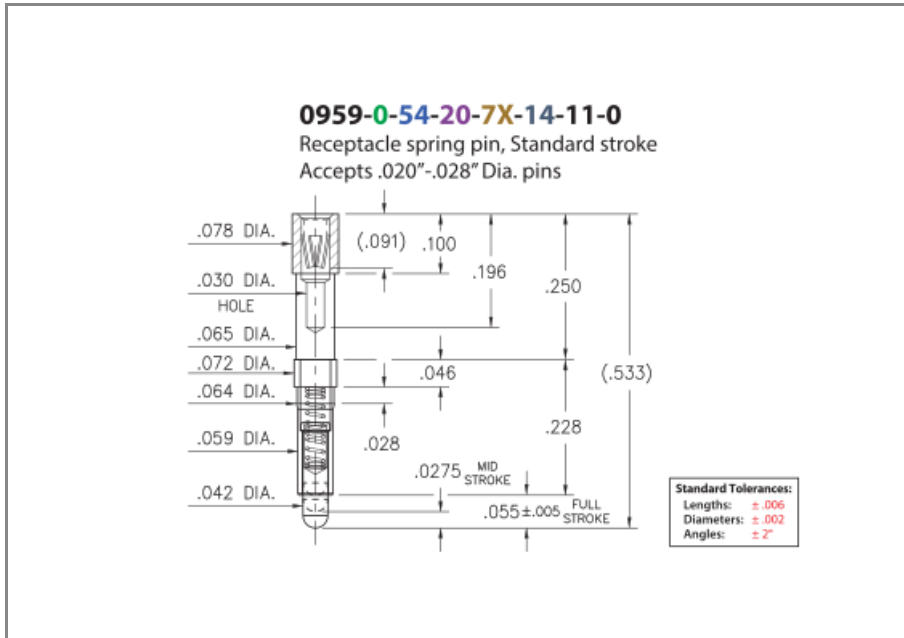 0959-0-54-20-7X-14-11-0
Receptacle spring pin, Standard stroke
Accepts .020”-.028” Dia. pins
.078 DIA.
(.091)
.100
.196
.250
.030 DIA.
HOLE
.065 DIA.
.072 DIA.
.046
(.533)
.064 DIA.
.028
.228
.059 DIA.
.0275 MID
STROKE
.042 DIA.
.055±.005 FULL
STROKE
Standard Tolerances:
Lengths: ± .006
Diameters: ± .002
Angles: ± 2°